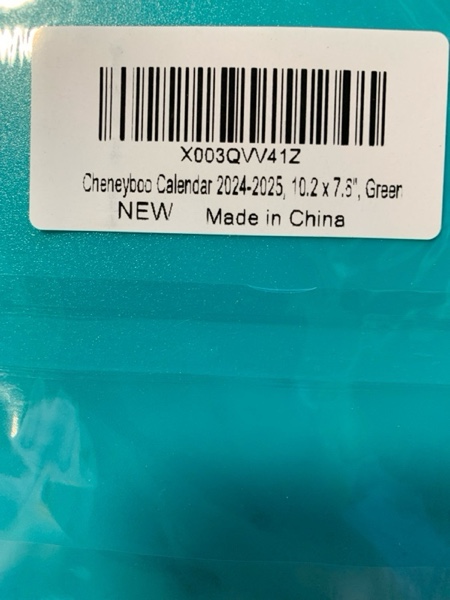 X003QVV41Z
Cheneyboo Calendar 2024-2025, 10.2 x 7.6", Green
NEW Made in China